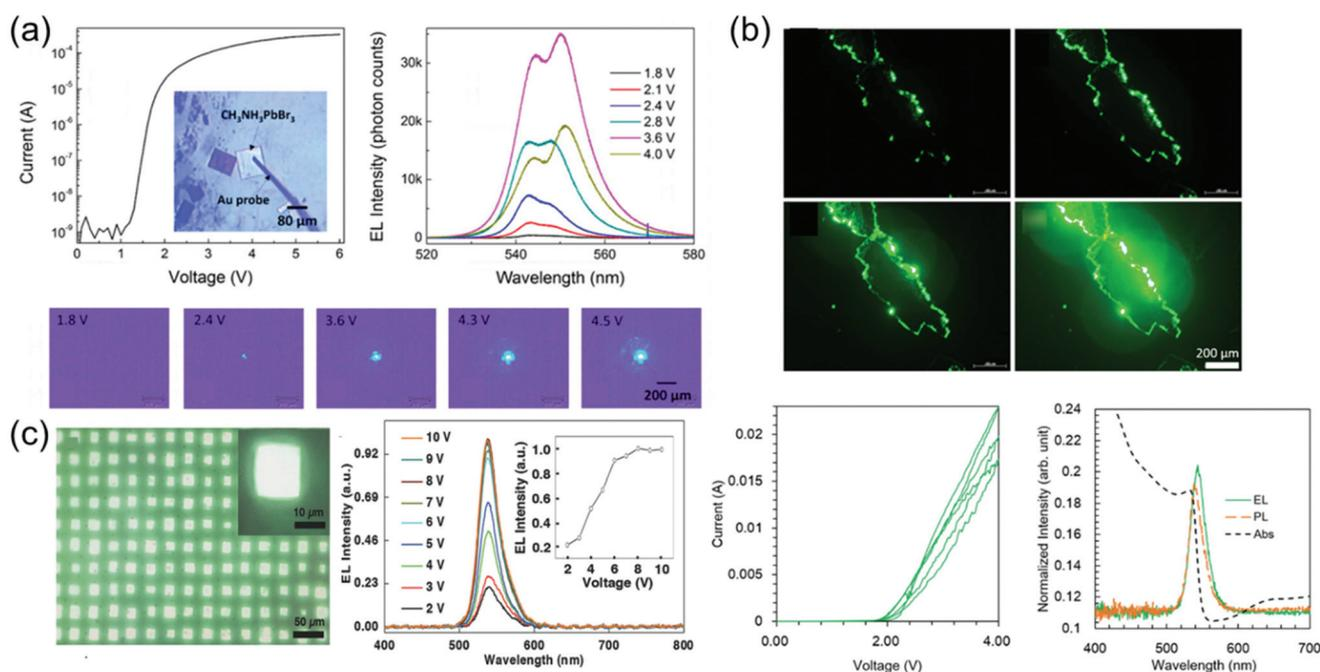 (a)
10⁻⁴
10⁻⁵
10⁻⁶
10⁻⁷
10⁻⁸
10⁻⁹
Current (A)
CH₃NH₃PbBr₃
Au probe
80 µm
0 1 2 3 4 5 6
Voltage (V)
30k
20k
10k
0
EL Intensity (photon counts)
1.8 V
2.1 V
2.4 V
2.8 V
3.6 V
4.0 V
520 540 560 580
Wavelength (nm)
1.8 V
2.4 V
3.6 V
4.3 V
4.5 V
200 µm
(b)
200 µm
0.02
0.015
0.01
0.005
0
Current (A)
0.00 2.00 4.00
Voltage (V)
0.24
0.22
0.2
0.18
0.16
0.14
0.12
0.1
Normalized Intensity (arb. unit)
EL
PL
Abs
400 500 600 700
Wavelength (nm)
(c)
10 µm
50 µm
0.92
0.69
0.46
0.23
0.00
EL Intensity (a.u.)
10 V
9 V
8 V
7 V
6 V
5 V
4 V
3 V
2 V
1.0
0.8
0.6
0.4
0.2
EL Intensity (a.u.)
2 4 6 8 10
Voltage (V)
400 500 600 700 800
Wavelength (nm)